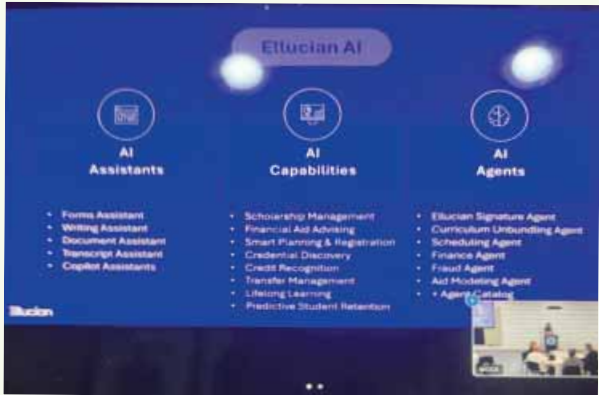 Ellucian AI
AI
Assistants
• Forms Assistant
• Writing Assistant
• Document Assistant
• Transcript Assistant
• Copilot Assistants
AI
Capabilities
• Scholarship Management
• Financial Aid Advising
• Smart Planning & Registration
• Credential Discovery
• Credit Recognition
• Transfer Management
• Lifelong Learning
• Predictive Student Retention
AI
Agents
• Ellucian Signature Agent
• Curriculum Unbundling Agent
• Scheduling Agent
• Finance Agent
• Fraud Agent
• Aid Modeling Agent
• + Agent Catalog
ellucian